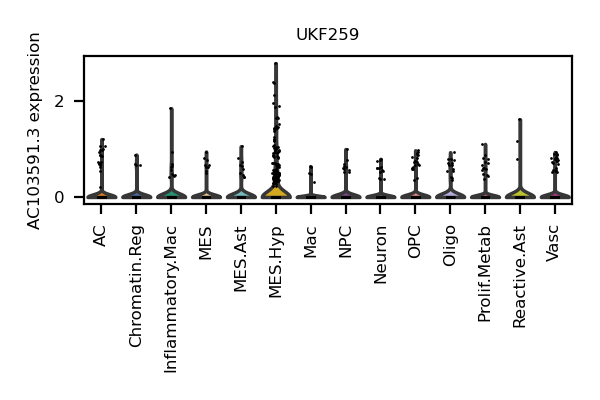 UKF259
AC103591.3 expression
2
0
AC
Chromatin.Reg
Inflammatory.Mac
MES
MES.Ast
MES.Hyp
Mac
NPC
Neuron
OPC
Oligo
Prolif.Metab
Reactive.Ast
Vasc